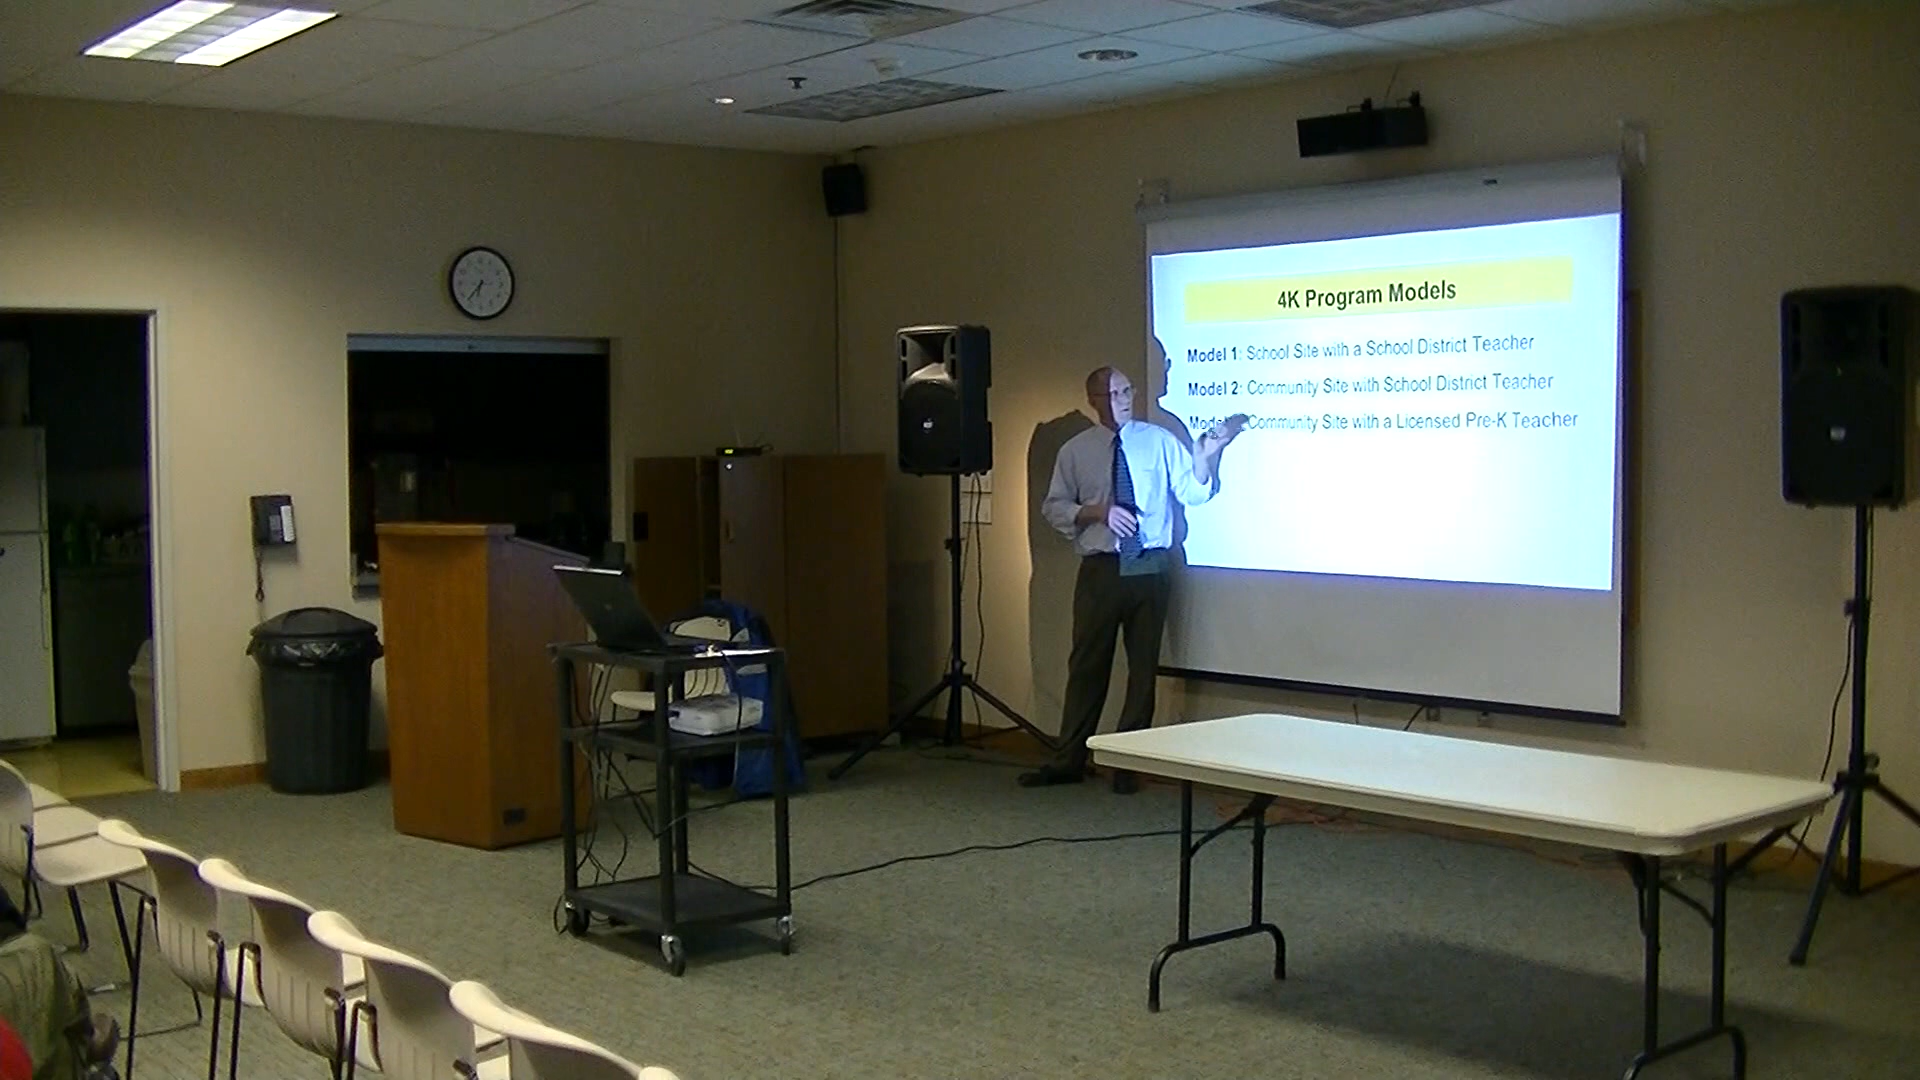 4K Program Models
Model 1: School Site with a School District Teacher
Model 2: Community Site with School District Teacher
Community Site with a Licensed Pre-K Teacher